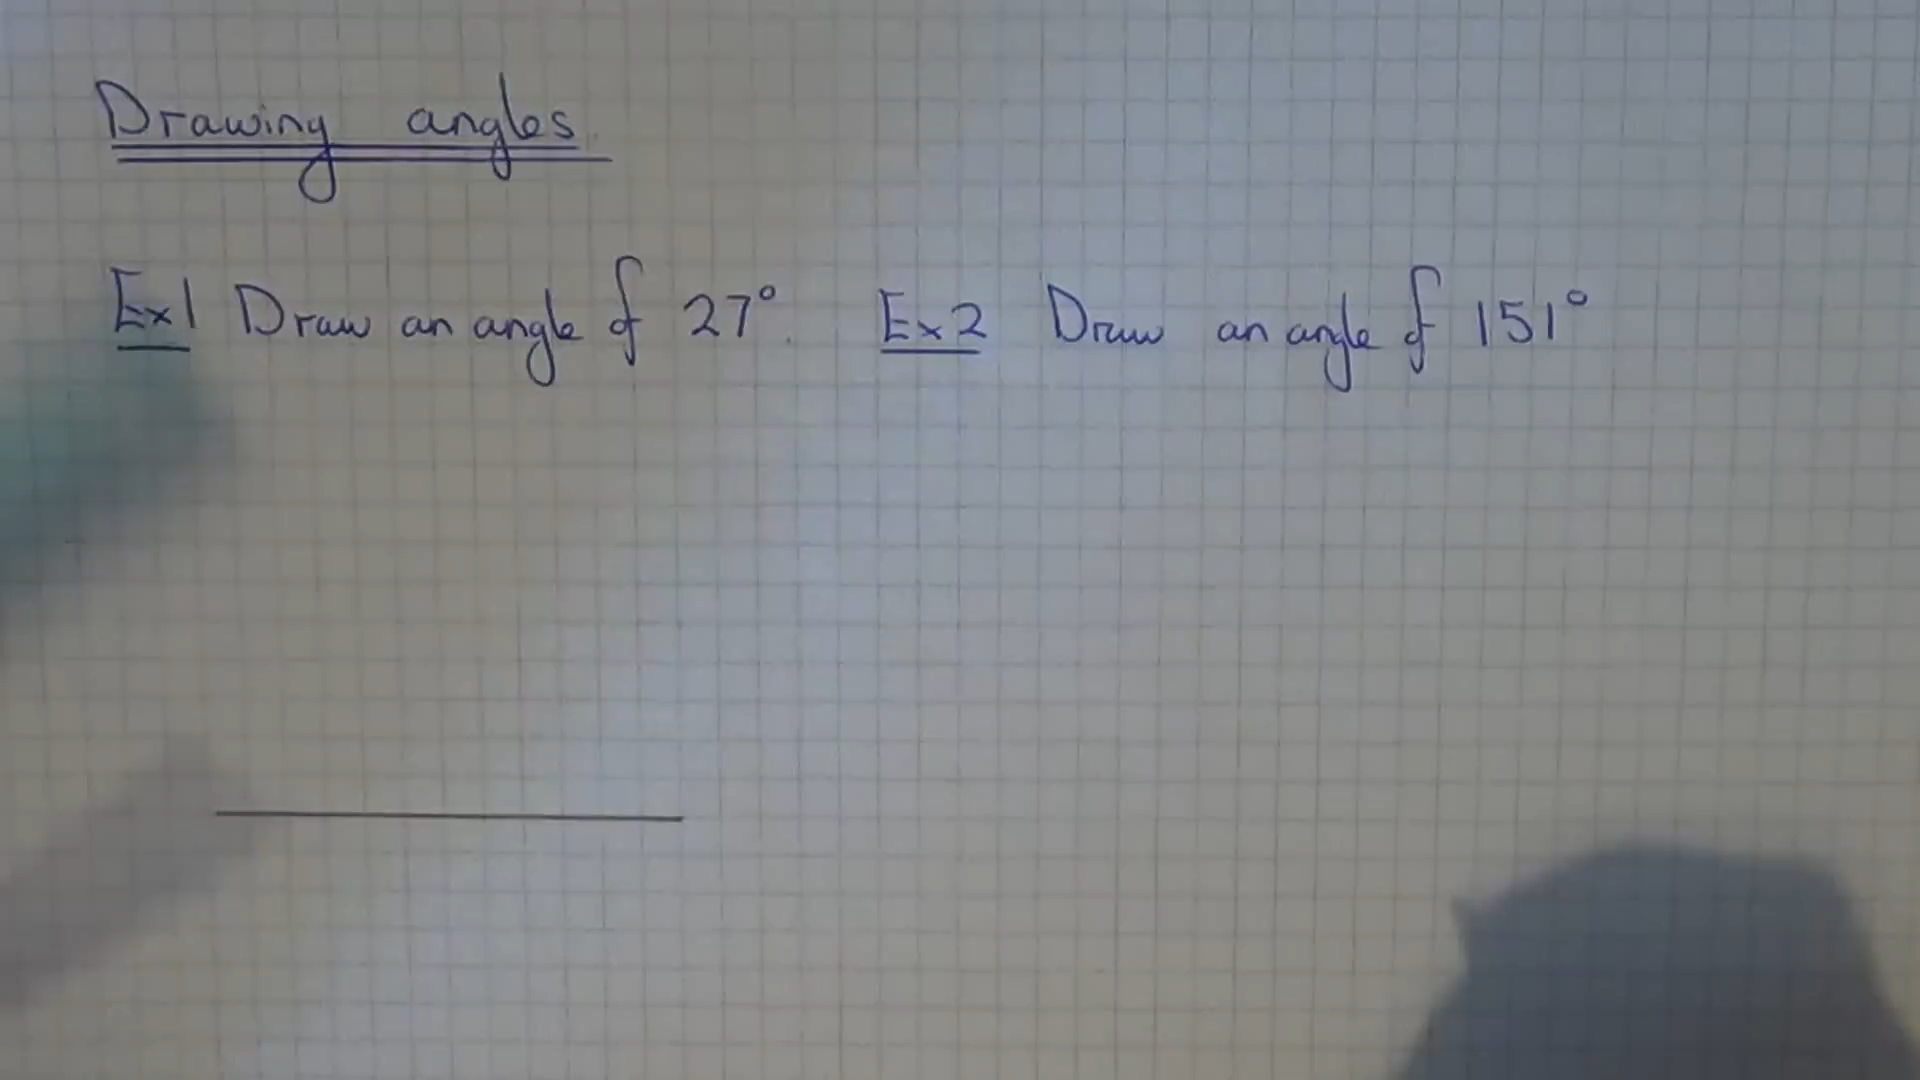 Drawing angles
Ex1 Draw an angle of 27°. Ex2 Draw an angle of 151°